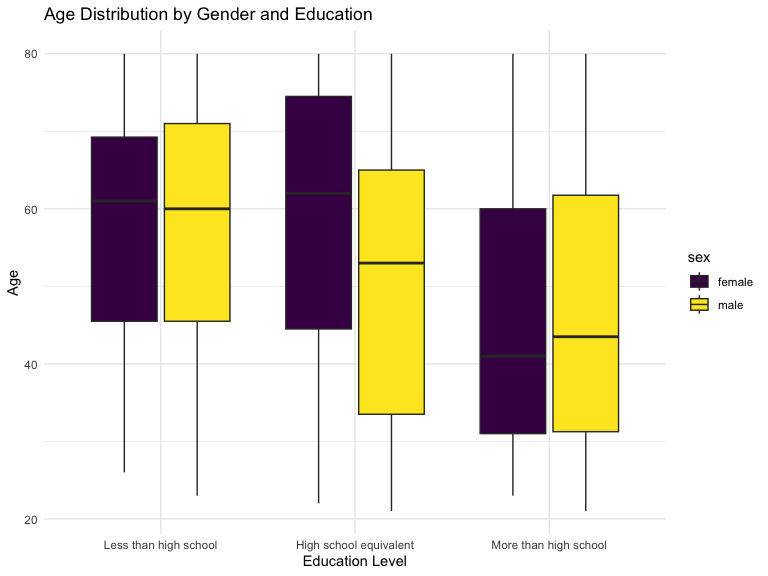 Age Distribution by Gender and Education
80
60
40
20
Age
Less than high school
High school equivalent
More than high school
Education Level
sex
female
male